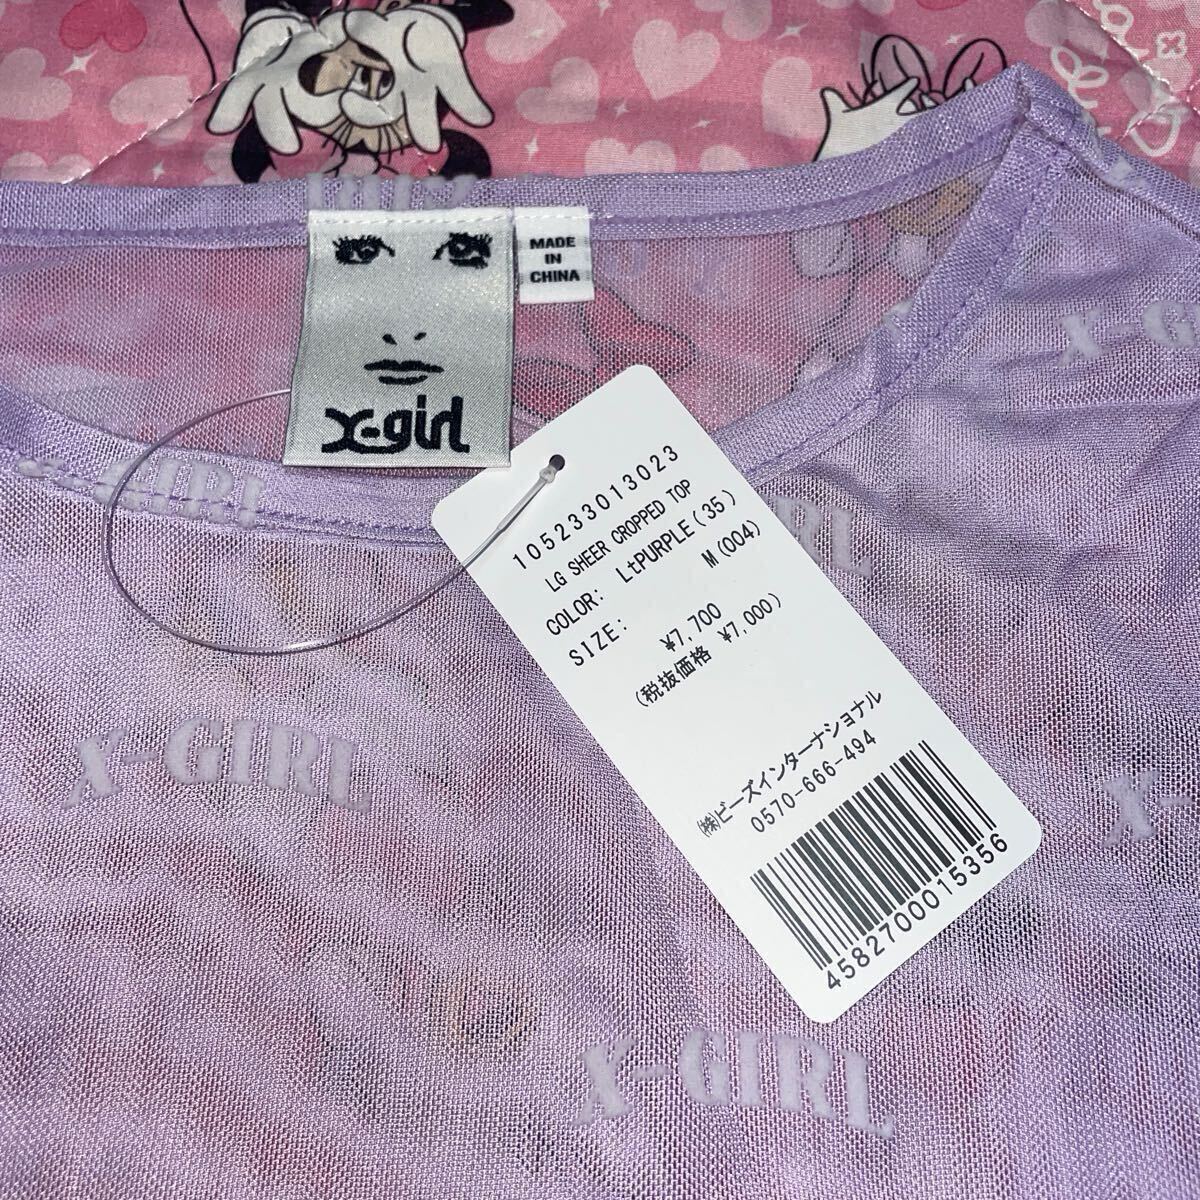 MADE
IN
CHINA
x-girl
X-GIRL
X-GIRL
X-GIRL
X-GIRL
X-GIRL
105233013023
LG SHEER CROPPED TOP
COLOR: LtPURPLE(35)
SIZE: M(004)
¥7,700
(税抜価格 ¥7,000)
㈱ビーズインターナショナル
0570-666-494
4582700015356